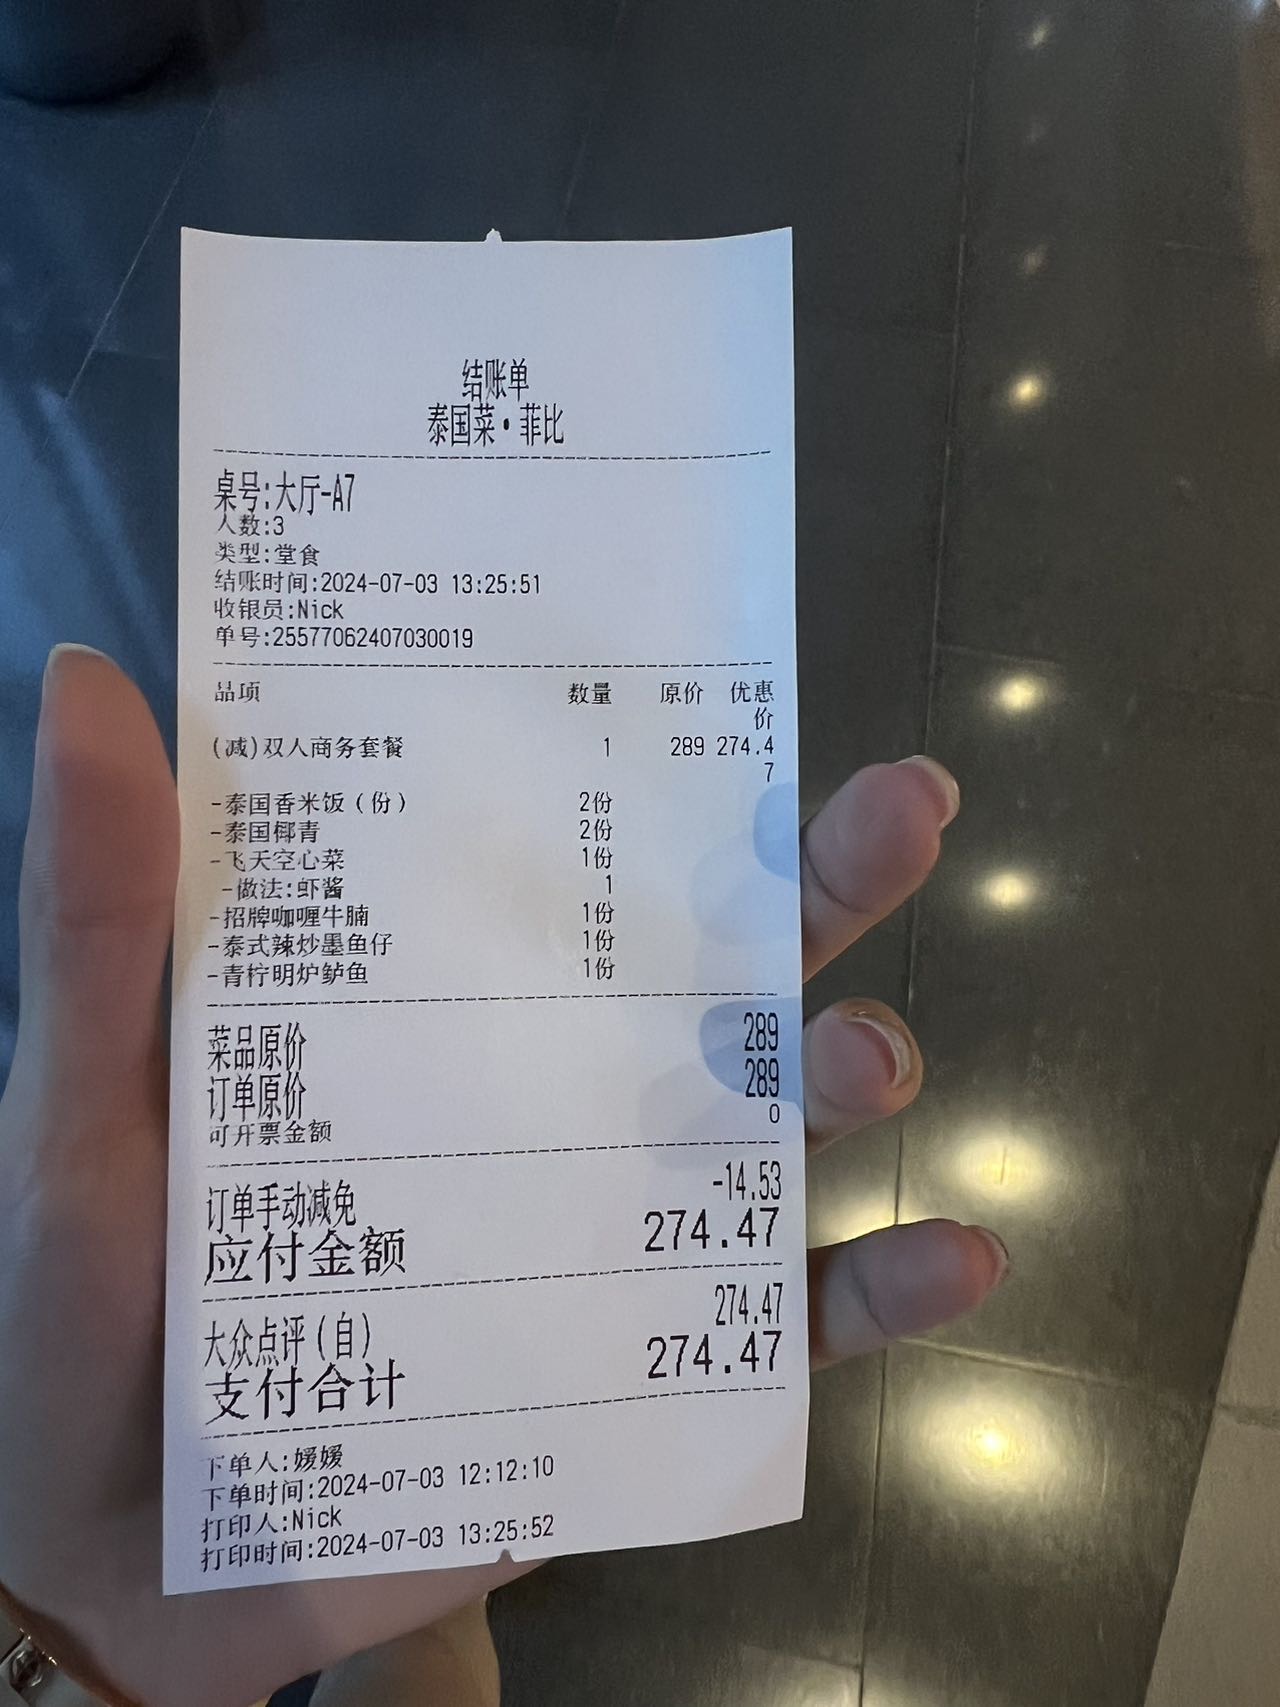 结账单
泰国菜·菲比
桌号:大厅-A7
人数:3
类型:堂食
结账时间:2024-07-03 13:25:51
收银员:Nick
单号:25577062407030019
品项 数量 原价 优惠
价
(减)双人商务套餐 1 289 274.4
7
-泰国香米饭(份) 2份
-泰国椰青 2份
-飞天空心菜 1份
-做法:虾酱 1
-招牌咖喱牛腩 1份
-泰式辣炒墨鱼仔 1份
-青柠明炉鲈鱼 1份
菜品原价 289
订单原价 289
可开票金额 0
订单手动减免 -14.53
应付金额 274.47
大众点评(自) 274.47
支付合计 274.47
下单人:媛媛
下单时间:2024-07-03 12:12:10
打印人:Nick
打印时间:2024-07-03 13:25:52